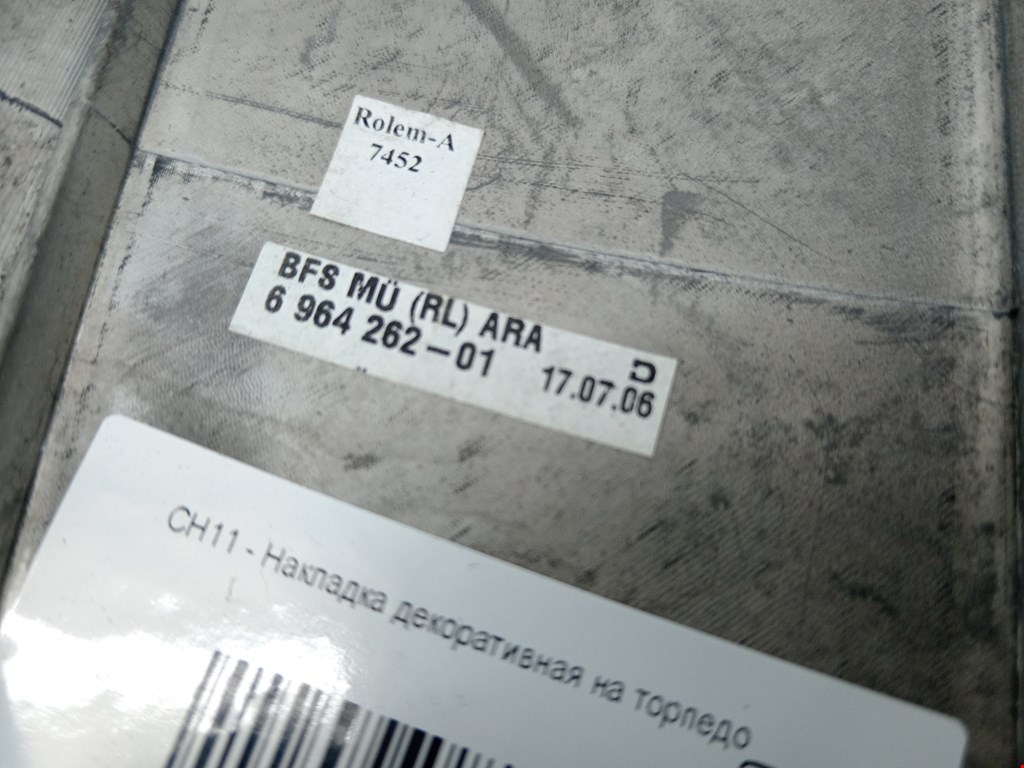 Rolem-A
7452
BFS MÜ (RL) ARA
6 964 262-01
D
17.07.06
CH11 - Накладка декоративная на торпедо